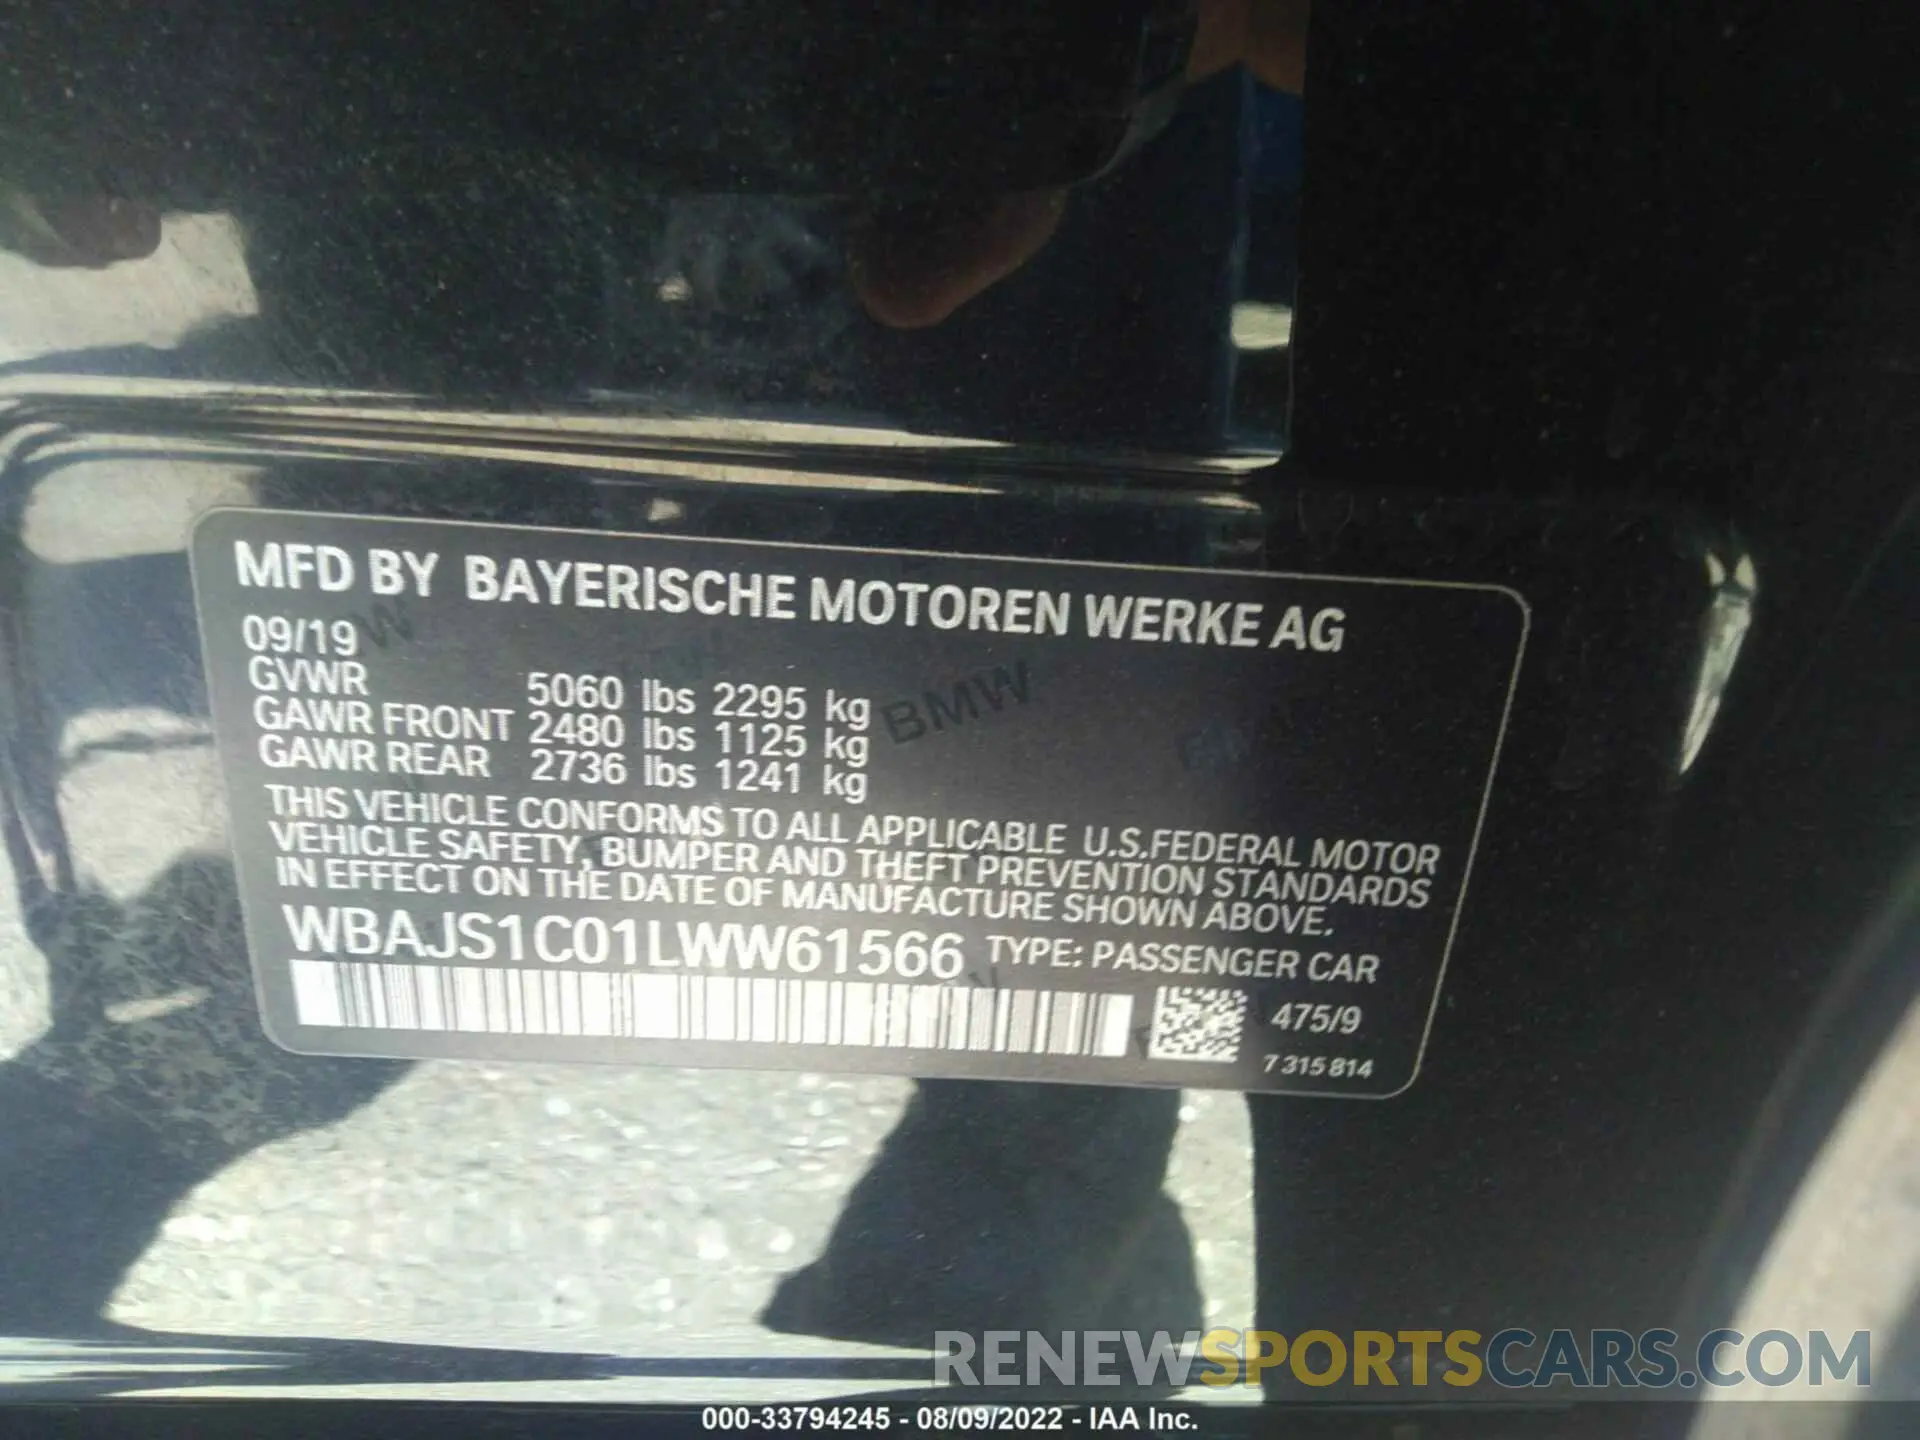 MFD BY BAYERISCHE MOTOREN WERKE AG
09/19
GVWR 5060 lbs 2295 kg
GAWR FRONT 2480 lbs 1125 kg
GAWR REAR 2736 lbs 1241 kg
THIS VEHICLE CONFORMS TO ALL APPLICABLE U.S.FEDERAL MOTOR
VEHICLE SAFETY, BUMPER AND THEFT PREVENTION STANDARDS
IN EFFECT ON THE DATE OF MANUFACTURE SHOWN ABOVE.
WBAJS1C01LWW61566 TYPE: PASSENGER CAR
475/9
7 315 814
BMW
RENEWSPORTSCARS.COM
000-33794245 - 08/09/2022 - IAA Inc.